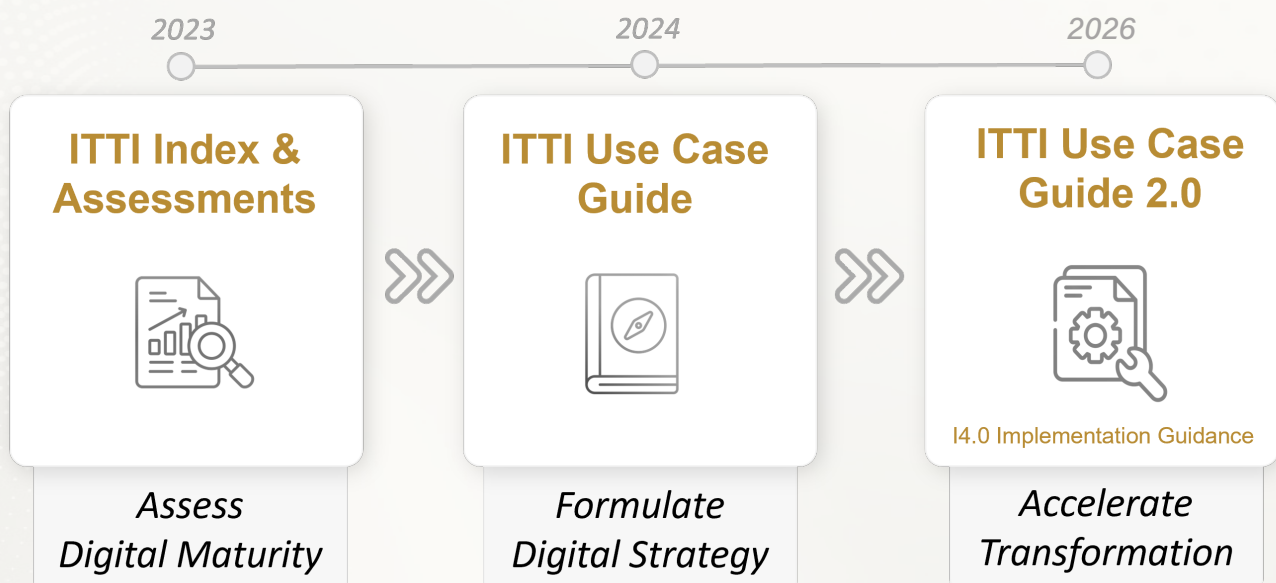 2023
2024
2026
ITTI Index &
Assessments
ITTI Use Case
Guide
ITTI Use Case
Guide 2.0
I4.0 Implementation Guidance
Assess
Digital Maturity
Formulate
Digital Strategy
Accelerate
Transformation